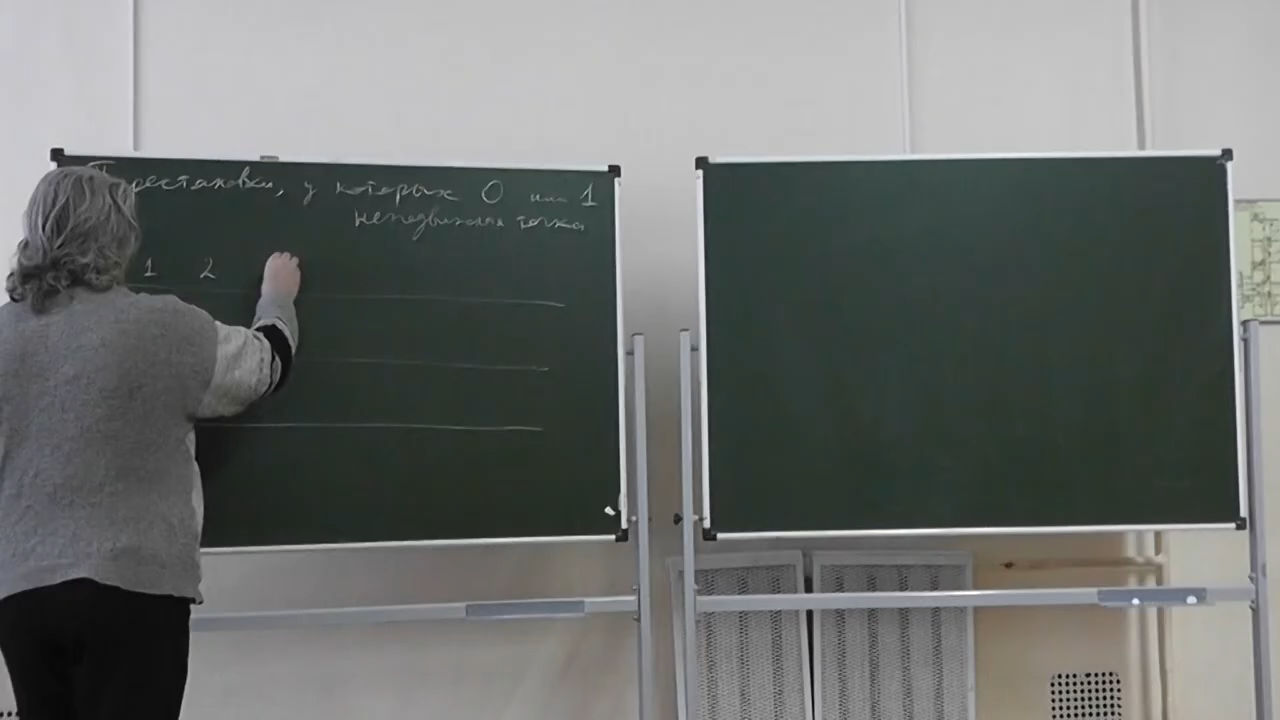 Перестановки, у которых 0 или 1
неподвижная точка
1 2